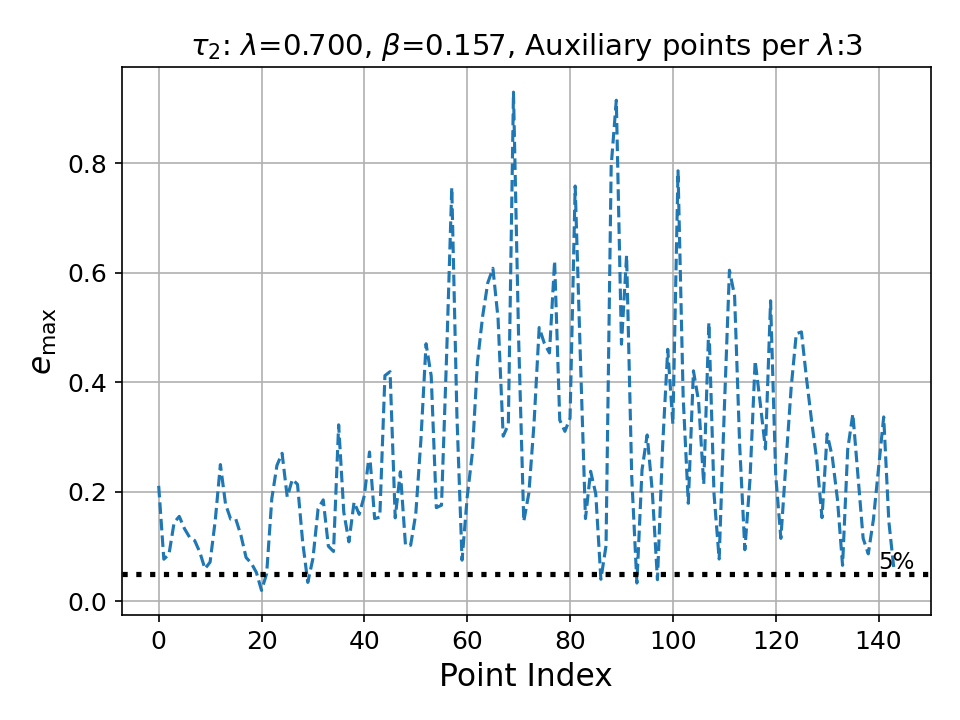 τ₂: λ=0.700, β=0.157, Auxiliary points per λ:3
e_max
0.8
0.6
0.4
0.2
0.0
5%
0 20 40 60 80 100 120 140
Point Index